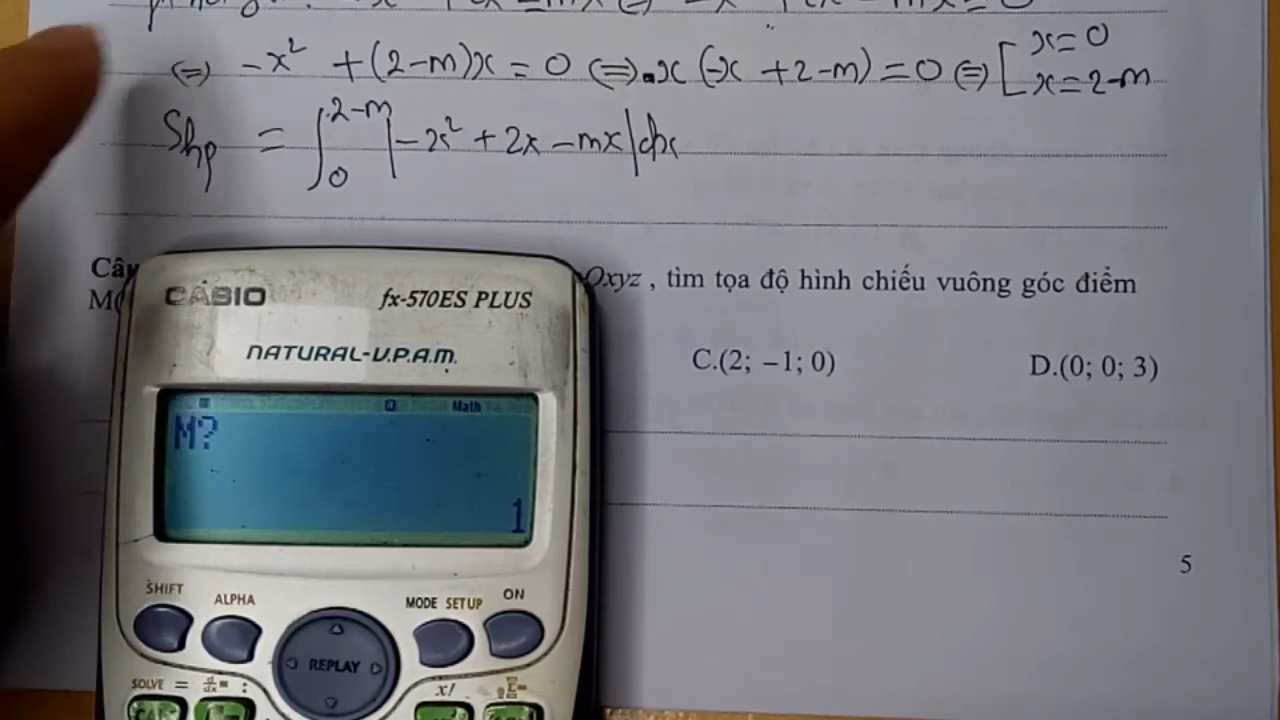 ⇔ -x² + (2-m)x = 0 ⇔ x(-x + 2-m) = 0 ⇔ [ x=0
x=2-m
Shp = ∫₀^{2-m} |-x² + 2x - mx|dx
Câu Oxyz , tìm tọa độ hình chiếu vuông góc điểm
M(
C.(2; −1; 0) D.(0; 0; 3)
CASIO fx-570ES PLUS
NATURAL-V.P.A.M.
Math
M?
1
5
SHIFT ALPHA MODE SETUP ON
REPLAY
SOLVE = d/dx = : x!